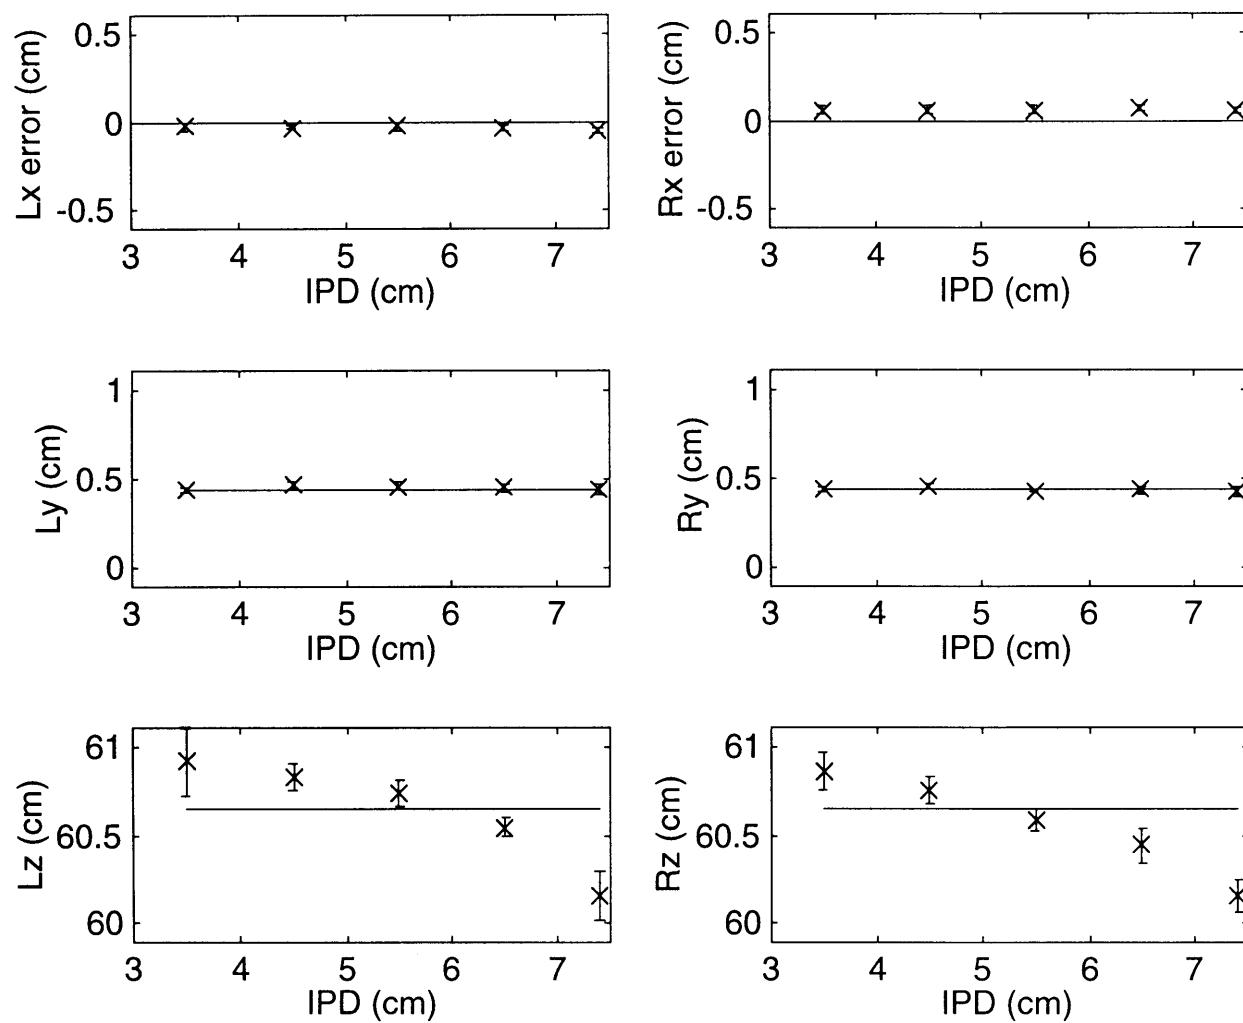 Lx error (cm)
0.5
0
-0.5
3 4 5 6 7
IPD (cm)
Rx error (cm)
0.5
0
-0.5
3 4 5 6 7
IPD (cm)
Ly (cm)
1
0.5
0
3 4 5 6 7
IPD (cm)
Ry (cm)
1
0.5
0
3 4 5 6 7
IPD (cm)
Lz (cm)
61
60.5
60
3 4 5 6 7
IPD (cm)
Rz (cm)
61
60.5
60
3 4 5 6 7
IPD (cm)